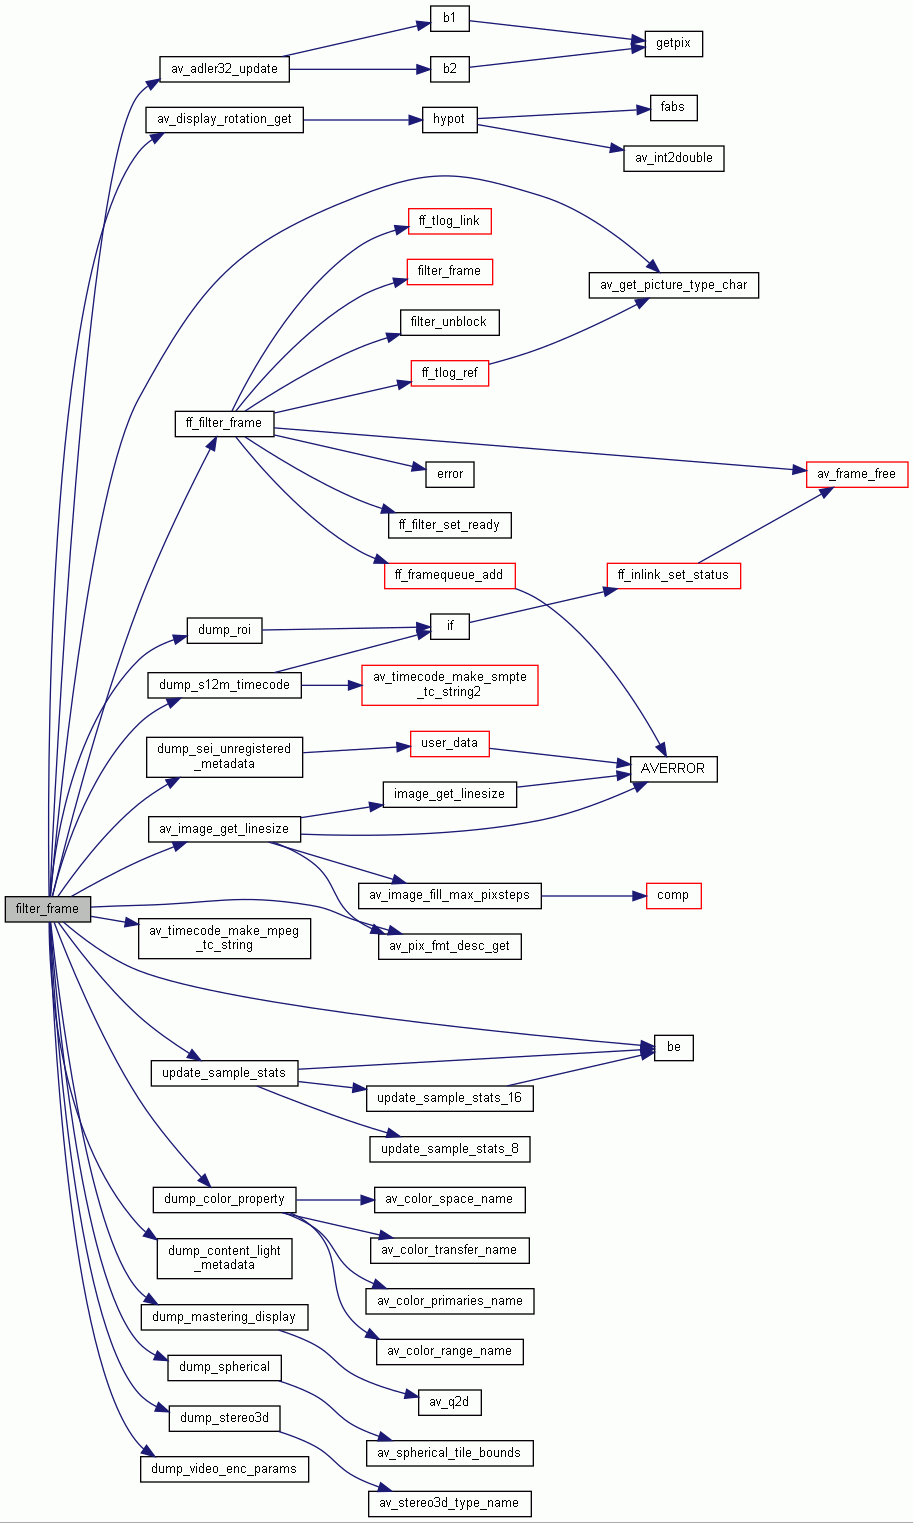 b1
getpix
av_adler32_update
b2
fabs
av_display_rotation_get
hypot
av_int2double
ff_tlog_link
filter_frame
av_get_picture_type_char
filter_unblock
ff_tlog_ref
ff_filter_frame
error
av_frame_free
ff_filter_set_ready
ff_framequeue_add
ff_inlink_set_status
dump_roi
if
dump_s12m_timecode
av_timecode_make_smpte
_tc_string2
dump_sei_unregistered
_metadata
user_data
AVERROR
image_get_linesize
av_image_get_linesize
av_image_fill_max_pixsteps
comp
filter_frame
av_timecode_make_mpeg
_tc_string
av_pix_fmt_desc_get
be
update_sample_stats
update_sample_stats_16
update_sample_stats_8
dump_color_property
av_color_space_name
dump_content_light
_metadata
av_color_transfer_name
av_color_primaries_name
dump_mastering_display
av_color_range_name
dump_spherical
av_q2d
dump_stereo3d
av_spherical_tile_bounds
dump_video_enc_params
av_stereo3d_type_name